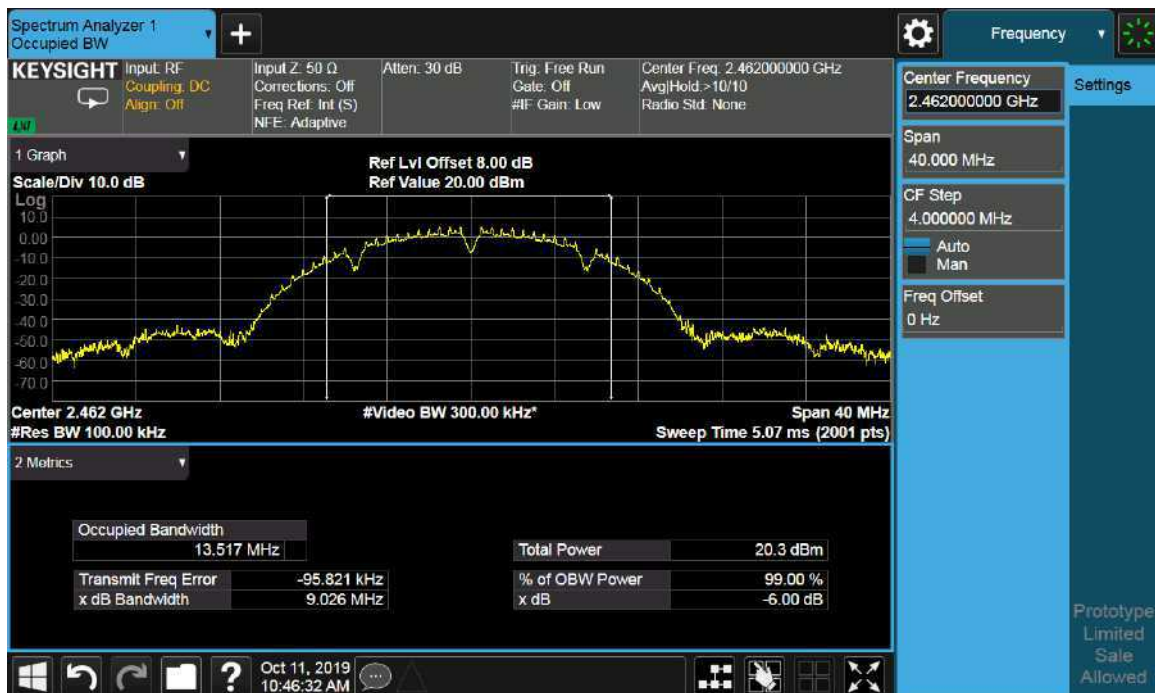 Spectrum Analyzer 1
Occupied BW
+
Frequency
KEYSIGHT
Input: RF
Coupling: DC
Align: Off
Input Z: 50 Ω
Corrections: Off
Freq Ref: Int (S)
NFE: Adaptive
Atten: 30 dB
Trig: Free Run
Gate: Off
#IF Gain: Low
Center Freq: 2.462000000 GHz
Avg|Hold:>10/10
Radio Std: None
LXI
1 Graph
Scale/Div 10.0 dB
Ref Lvl Offset 8.00 dB
Ref Value 20.00 dBm
Log
10.0
0.00
-10.0
-20.0
-30.0
-40.0
-50.0
-60.0
-70.0
Center 2.462 GHz
#Video BW 300.00 kHz*
Span 40 MHz
#Res BW 100.00 kHz
Sweep Time 5.07 ms (2001 pts)
2 Metrics
Occupied Bandwidth
13.517 MHz
Total Power 20.3 dBm
Transmit Freq Error -95.821 kHz
% of OBW Power 99.00 %
x dB Bandwidth 9.026 MHz
x dB -6.00 dB
Center Frequency
2.462000000 GHz
Settings
Span
40.000 MHz
CF Step
4.000000 MHz
Auto
Man
Freq Offset
0 Hz
Prototype
Limited
Sale
Allowed
?
Oct 11, 2019
10:46:32 AM